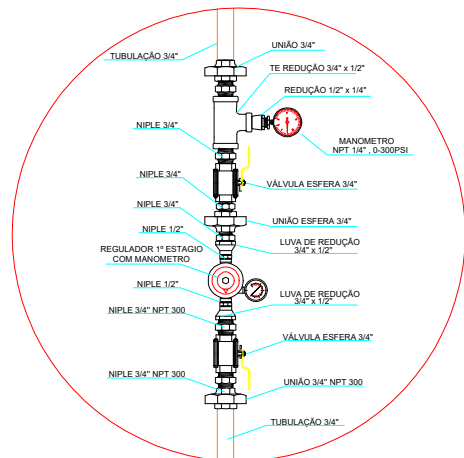 UNIÃO 3/4"
TUBULAÇÃO 3/4"
TE REDUÇÃO 3/4" x 1/2"
REDUÇÃO 1/2" x 1/4"
NIPLE 3/4"
MANOMETRO
NPT 1/4" , 0-300PSI
NIPLE 3/4"
VÁLVULA ESFERA 3/4"
NIPLE 3/4"
UNIÃO ESFERA 3/4"
NIPLE 1/2"
LUVA DE REDUÇÃO
3/4" x 1/2"
REGULADOR 1º ESTAGIO
COM MANOMETRO
NIPLE 1/2"
LUVA DE REDUÇÃO
3/4" x 1/2"
NIPLE 3/4" NPT 300
VÁLVULA ESFERA 3/4"
NIPLE 3/4" NPT 300
UNIÃO 3/4" NPT 300
TUBULAÇÃO 3/4"